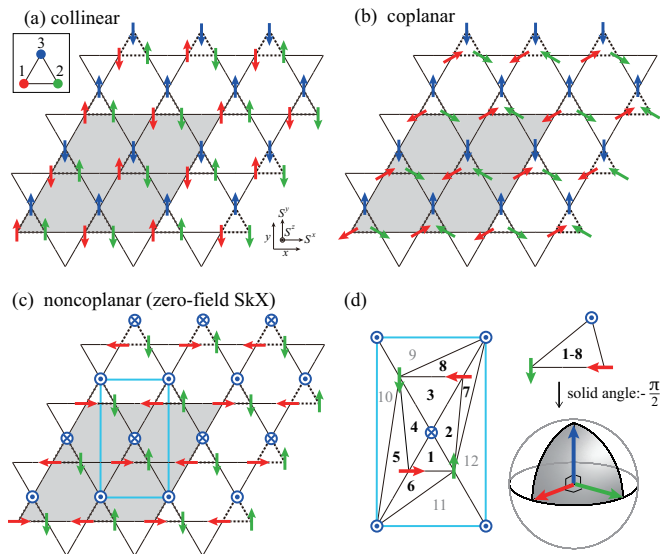 (a) collinear
3
1
2
S^y
y
S^z
S^x
x
(b) coplanar
(c) noncoplanar (zero-field SkX)
(d)
9
8
10
3
7
4
2
5
1
12
6
11
1-8
solid angle:-π/2